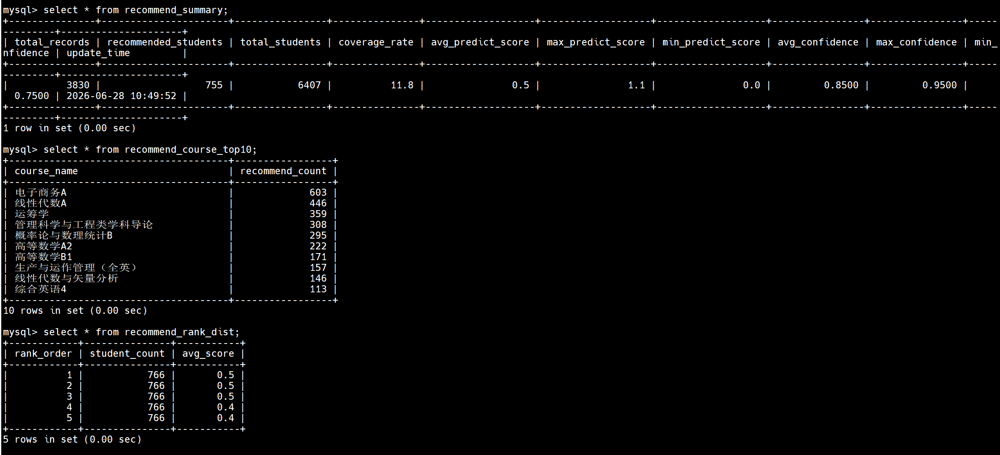 mysql> select * from recommend_summary;
+---------------+----------------------+----------------+---------------+-------------------+-------------------+-------------------+----------------+----------------+-----
---------+---------------------+
| total_records | recommended_students | total_students | coverage_rate | avg_predict_score | max_predict_score | min_predict_score | avg_confidence | max_confidence | min_
nfidence | update_time         |
+---------------+----------------------+----------------+---------------+-------------------+-------------------+-------------------+----------------+----------------+-----
---------+---------------------+
|          3830 |                  755 |           6407 |          11.8 |               0.5 |               1.1 |               0.0 |         0.8500 |         0.9500 |
  0.7500 | 2026-06-28 10:49:52 |
+---------------+----------------------+----------------+---------------+-------------------+-------------------+-------------------+----------------+----------------+-----
---------+---------------------+
1 row in set (0.00 sec)

mysql> select * from recommend_course_top10;
+--------------------------------------+-----------------+
| course_name                          | recommend_count |
+--------------------------------------+-----------------+
| 电子商务A                            |             603 |
| 线性代数A                            |             446 |
| 运筹学                               |             359 |
| 管理科学与工程类学科导论             |             308 |
| 概率论与数理统计B                    |             295 |
| 高等数学A2                           |             222 |
| 高等数学B1                           |             171 |
| 生产与运作管理（全英）               |             157 |
| 线性代数与矢量分析                   |             146 |
| 综合英语4                            |             113 |
+--------------------------------------+-----------------+
10 rows in set (0.00 sec)

mysql> select * from recommend_rank_dist;
+------------+---------------+-----------+
| rank_order | student_count | avg_score |
+------------+---------------+-----------+
|          1 |           766 |       0.5 |
|          2 |           766 |       0.5 |
|          3 |           766 |       0.5 |
|          4 |           766 |       0.4 |
|          5 |           766 |       0.4 |
+------------+---------------+-----------+
5 rows in set (0.00 sec)